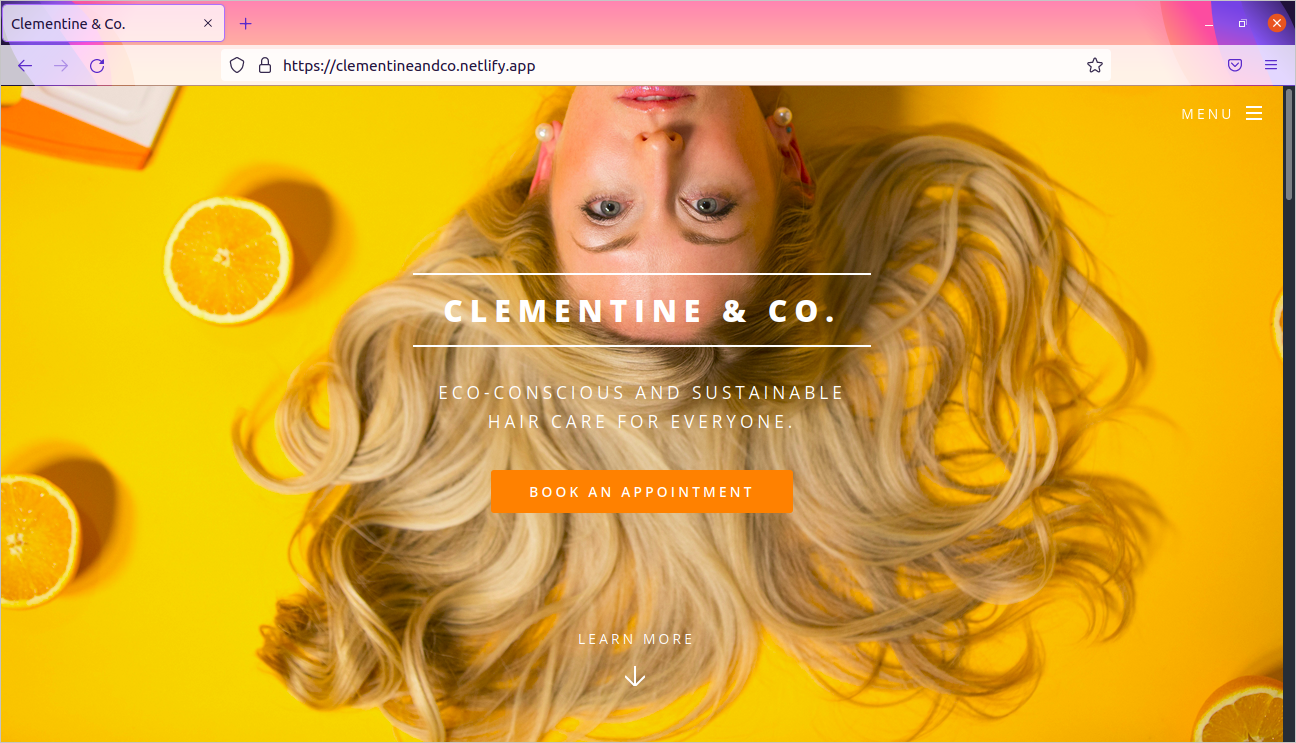 Clementine & Co.
https://clementineandco.netlify.app
MENU
CLEMENTINE & CO.
ECO-CONSCIOUS AND SUSTAINABLE
HAIR CARE FOR EVERYONE.
BOOK AN APPOINTMENT
LEARN MORE